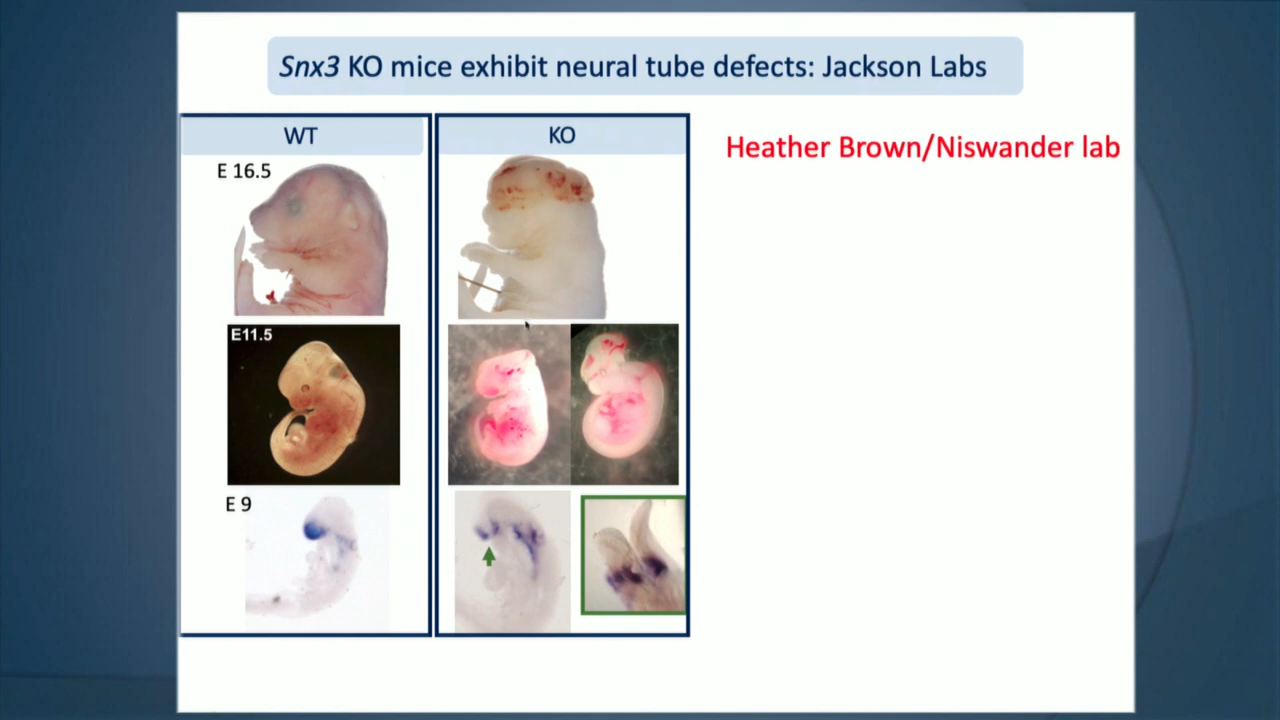 Snx3 KO mice exhibit neural tube defects: Jackson Labs
WT
KO
Heather Brown/Niswander lab
E 16.5
E11.5
E 9